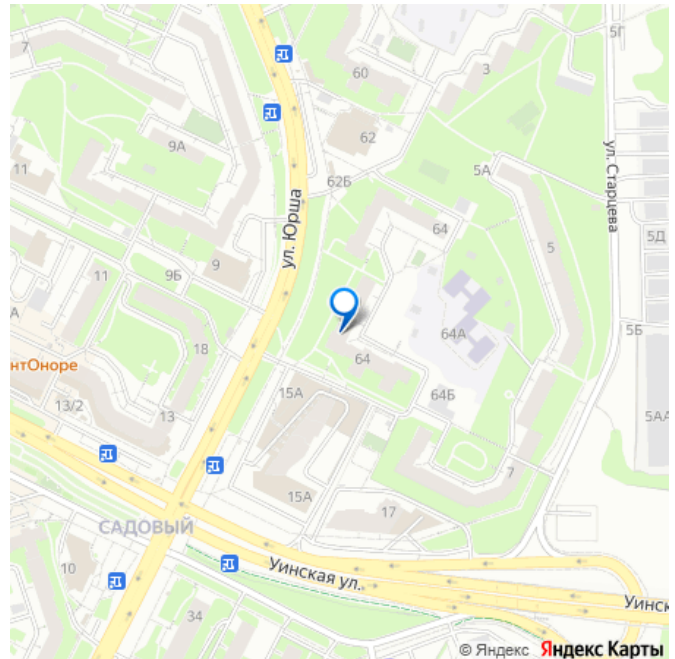 5Г
7
60
3
62
9А
ул. Старцева
11
62Б
5А
ул. Юрша
64
5Д
5
9
9Б
11
А
5Б
64А
18
нтОноре
64
15А
64Б
13/2
13
5АА
7
15А
17
САДОВЫЙ
10
Уинская ул.
Уинск
34
© Яндекс Яндекс Карты